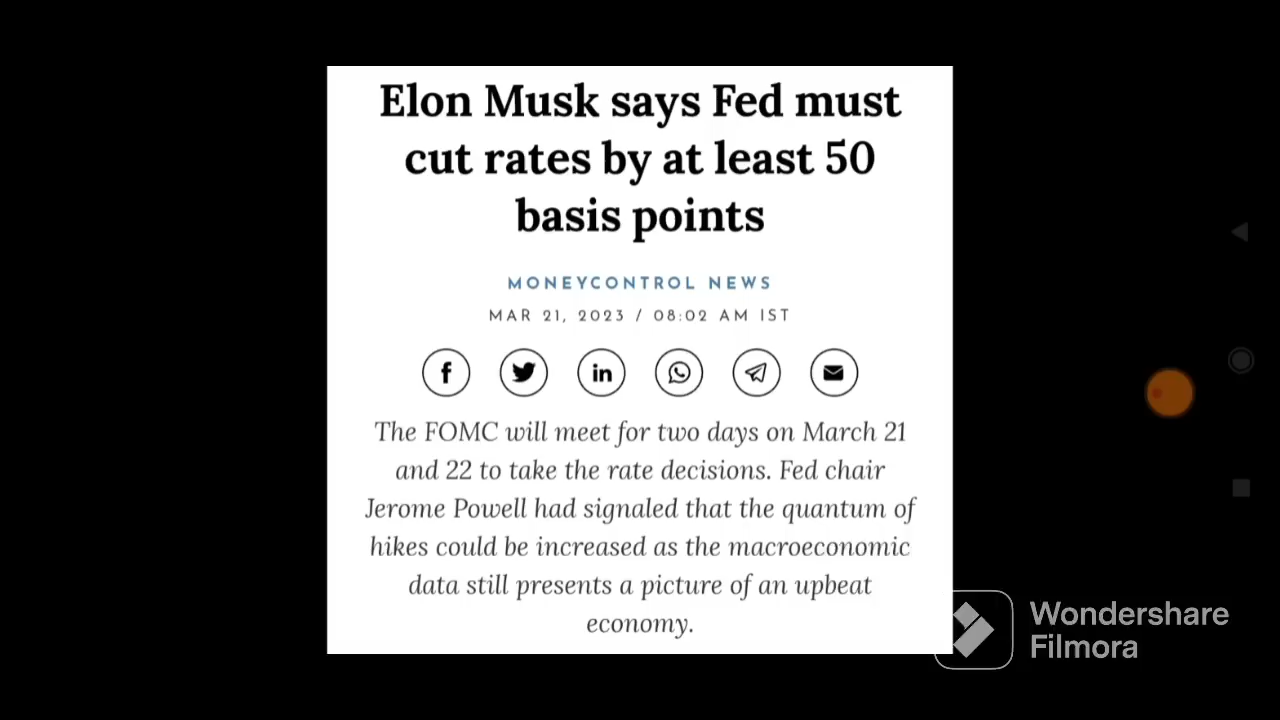 Elon Musk says Fed must
cut rates by at least 50
basis points
MONEYCONTROL NEWS
MAR 21, 2023 / 08:02 AM IST
The FOMC will meet for two days on March 21
and 22 to take the rate decisions. Fed chair
Jerome Powell had signaled that the quantum of
hikes could be increased as the macroeconomic
data still presents a picture of an upbeat
economy.
Wondershare
Filmora